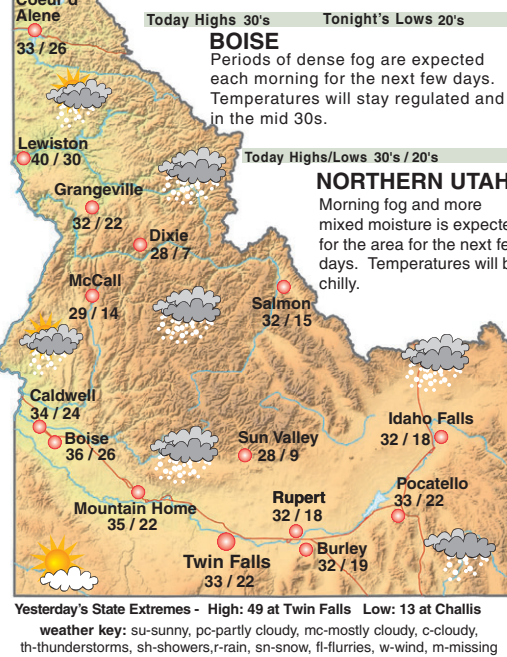 Coeur d'
Alene
33 / 26
Today Highs 30's Tonight's Lows 20's
BOISE
Periods of dense fog are expected
each morning for the next few days.
Temperatures will stay regulated and
in the mid 30s.
Lewiston
40 / 30
Today Highs/Lows 30's / 20's
NORTHERN UTAH
Morning fog and more
mixed moisture is expecte
for the area for the next fe
days. Temperatures will b
chilly.
Grangeville
32 / 22
Dixie
28 / 7
McCall
29 / 14
Salmon
32 / 15
Caldwell
34 / 24
Boise
36 / 26
Sun Valley
28 / 9
Idaho Falls
32 / 18
Mountain Home
35 / 22
Rupert
32 / 18
Pocatello
33 / 22
Twin Falls
33 / 22
Burley
32 / 19
Yesterday's State Extremes - High: 49 at Twin Falls Low: 13 at Challis
weather key: su-sunny, pc-partly cloudy, mc-mostly cloudy, c-cloudy,
th-thunderstorms, sh-showers,r-rain, sn-snow, fl-flurries, w-wind, m-missing